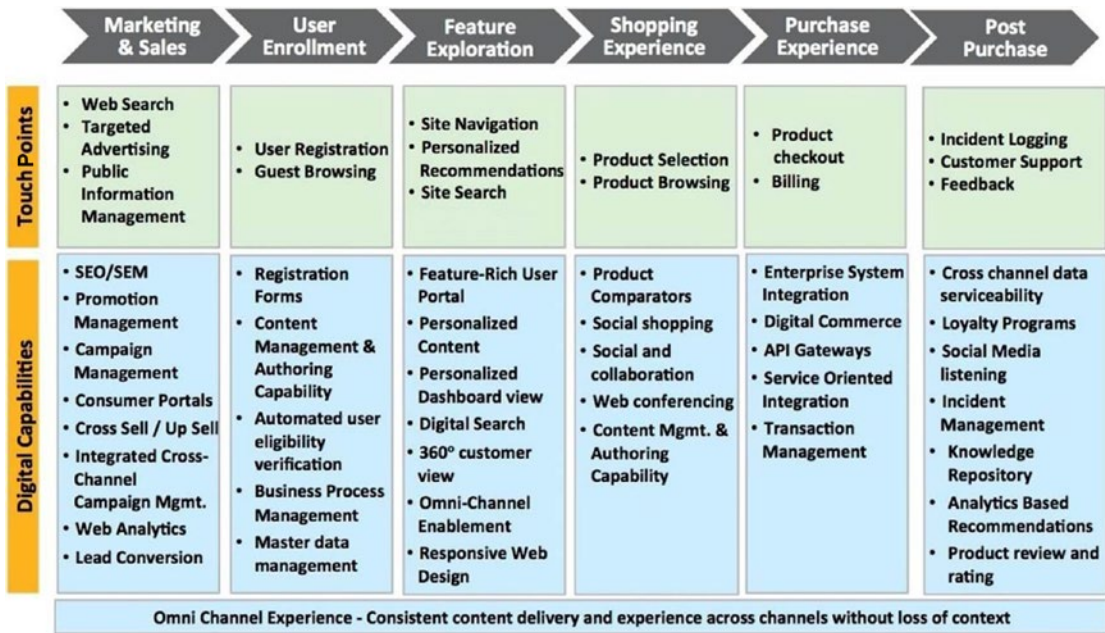 Marketing
& Sales
User
Enrollment
Feature
Exploration
Shopping
Experience
Purchase
Experience
Post
Purchase
Touch Points
• Web Search
• Targeted
Advertising
• Public
Information
Management
• User Registration
• Guest Browsing
• Site Navigation
• Personalized
Recommendations
• Site Search
• Product Selection
• Product Browsing
• Product
checkout
• Billing
• Incident Logging
• Customer Support
• Feedback
Digital Capabilities
• SEO/SEM
• Promotion
Management
• Campaign
Management
• Consumer Portals
• Cross Sell / Up Sell
• Integrated Cross-
Channel
Campaign Mgmt.
• Web Analytics
• Lead Conversion
• Registration
Forms
• Content
Management &
Authoring
Capability
• Automated user
eligibility
verification
• Business Process
Management
• Master data
management
• Feature-Rich User
Portal
• Personalized
Content
• Personalized
Dashboard view
• Digital Search
• 360° customer
view
• Omni-Channel
Enablement
• Responsive Web
Design
• Product
Comparators
• Social shopping
• Social and
collaboration
• Web conferencing
• Content Mgmt. &
Authoring
Capability
• Enterprise System
Integration
• Digital Commerce
• API Gateways
• Service Oriented
Integration
• Transaction
Management
• Cross channel data
serviceability
• Loyalty Programs
• Social Media
listening
• Incident
Management
• Knowledge
Repository
• Analytics Based
Recommendations
• Product review and
rating
Omni Channel Experience - Consistent content delivery and experience across channels without loss of context